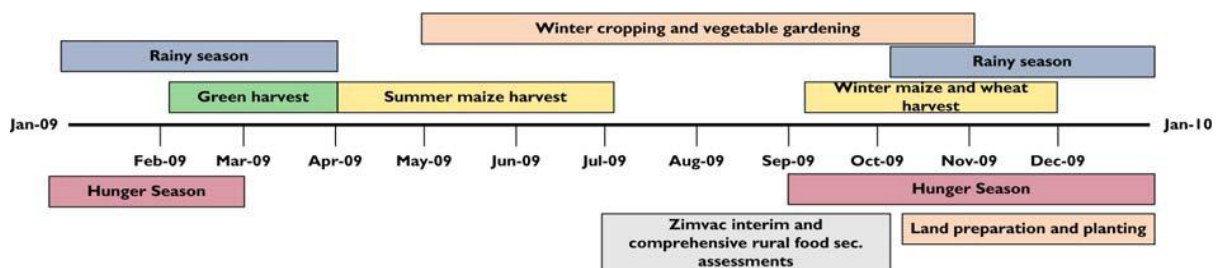 Winter cropping and vegetable gardening
Rainy season
Rainy season
Green harvest
Summer maize harvest
Winter maize and wheat
harvest
Jan-09
Jan-10
Feb-09
Mar-09
Apr-09
May-09
Jun-09
Jul-09
Aug-09
Sep-09
Oct-09
Nov-09
Dec-09
Hunger Season
Hunger Season
Zimvac interim and
comprehensive rural food sec.
assessments
Land preparation and planting